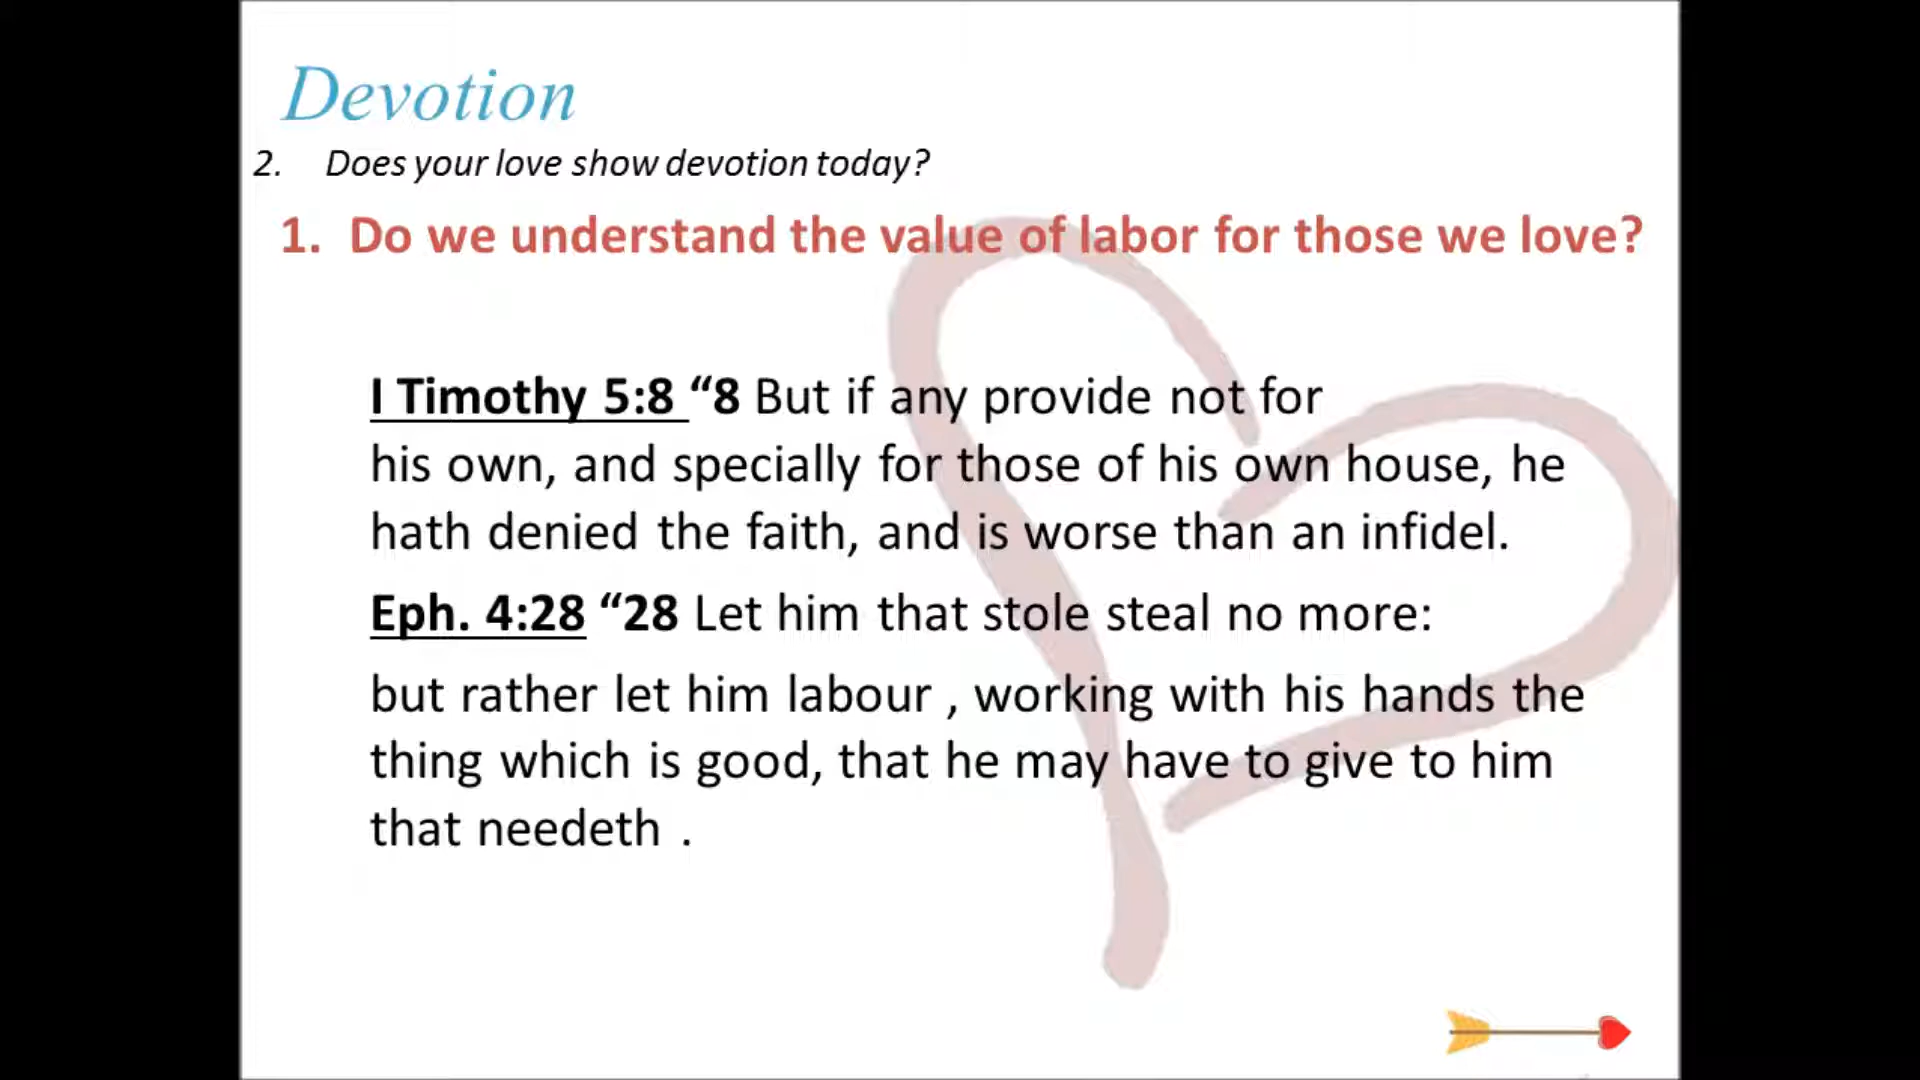 Devotion
2. Does your love show devotion today?
1. Do we understand the value of labor for those we love?
I Timothy 5:8 “8 But if any provide not for
his own, and specially for those of his own house, he
hath denied the faith, and is worse than an infidel.
Eph. 4:28 “28 Let him that stole steal no more:
but rather let him labour , working with his hands the
thing which is good, that he may have to give to him
that needeth .